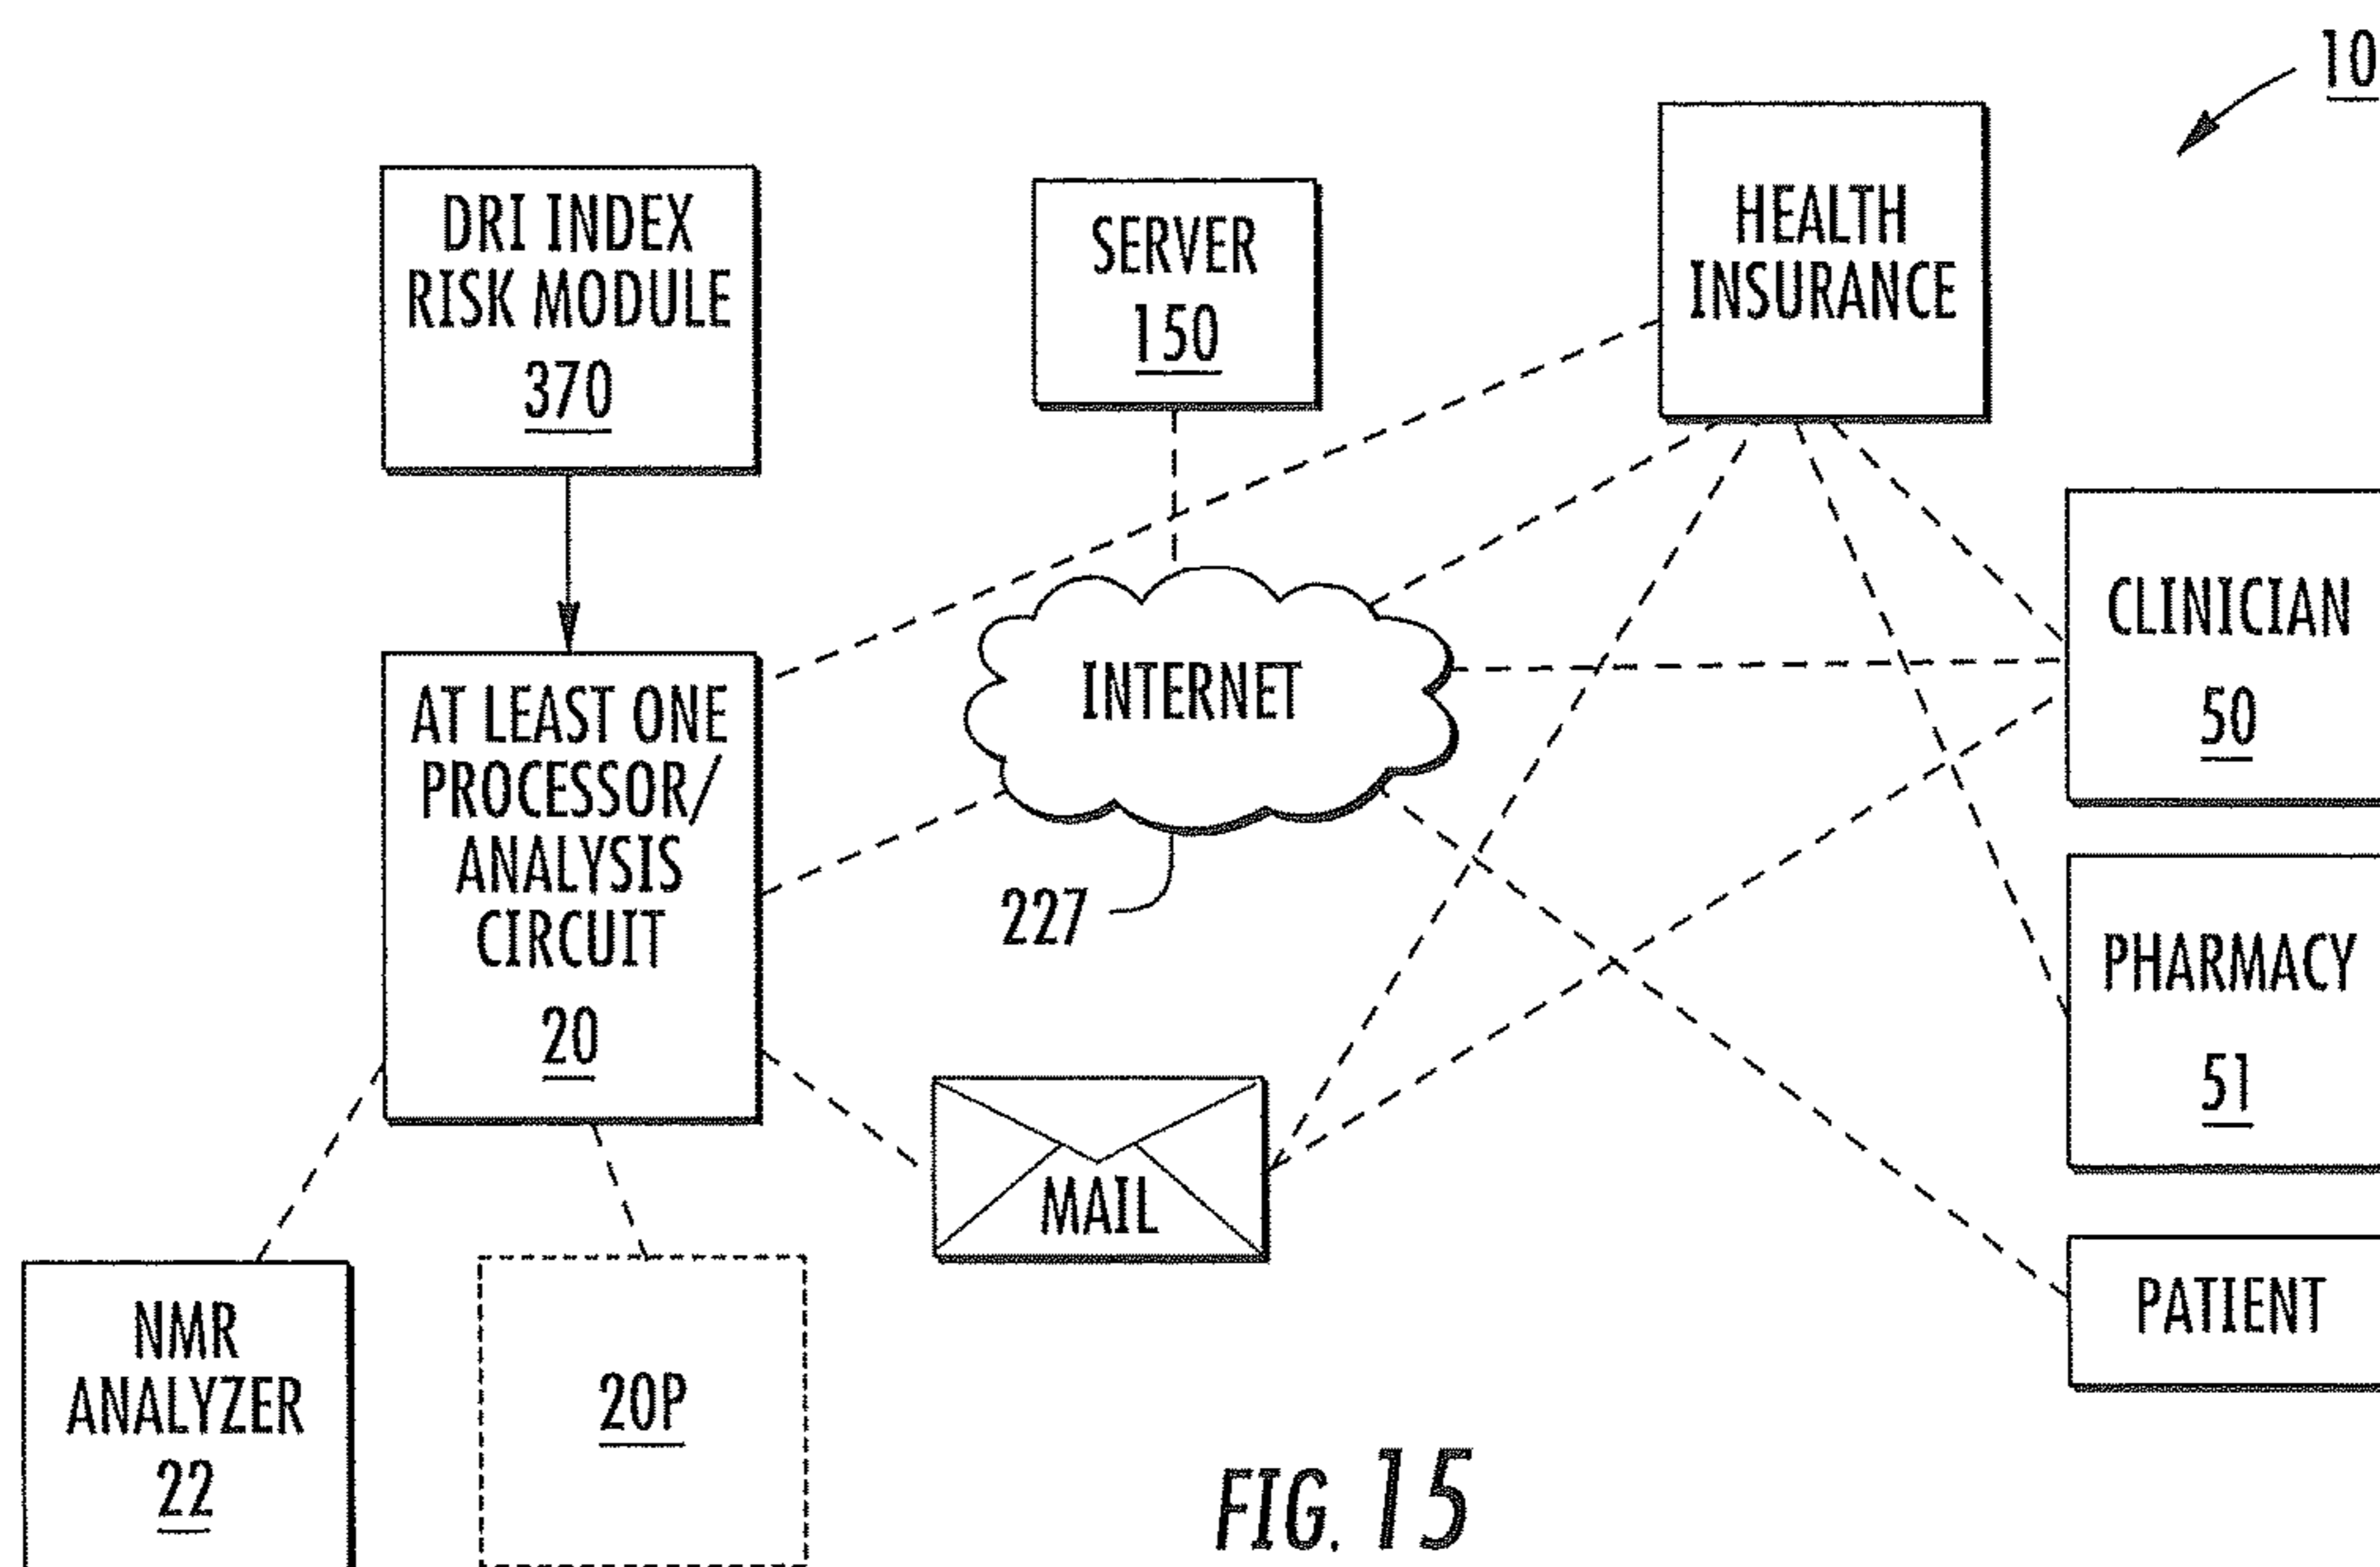 10
DRI INDEX
RISK MODULE
370
SERVER
150
HEALTH
INSURANCE
AT LEAST ONE
PROCESSOR/
ANALYSIS
CIRCUIT
20
INTERNET
227
CLINICIAN
50
PHARMACY
51
MAIL
PATIENT
NMR
ANALYZER
22
20P
FIG. 15